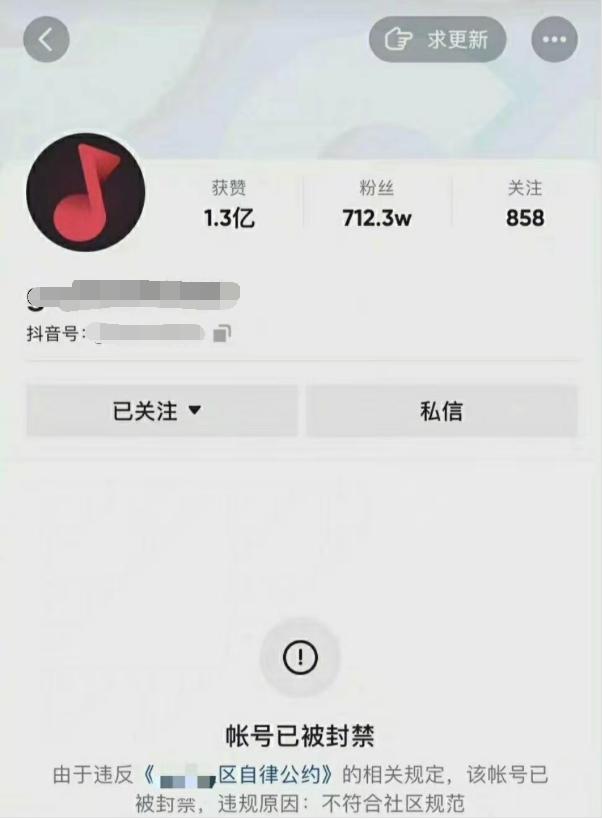 求更新
获赞
粉丝
关注
1.3亿
712.3w
858
抖音号:
已关注
私信
帐号已被封禁
由于违反《 区自律公约》的相关规定，该帐号已
被封禁，违规原因：不符合社区规范